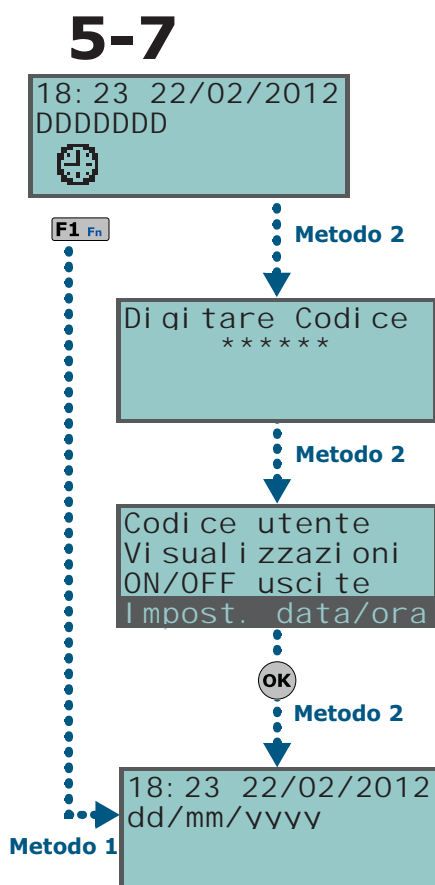 5-7
18:23 22/02/2012
DDDDDDD
F1 Fn
Metodo 2
Digitare Codice
******
Metodo 2
Codice utente
Visualizzazioni
ON/OFF uscite
Impost. data/ora
OK
Metodo 2
18:23 22/02/2012
dd/mm/yyyy
Metodo 1